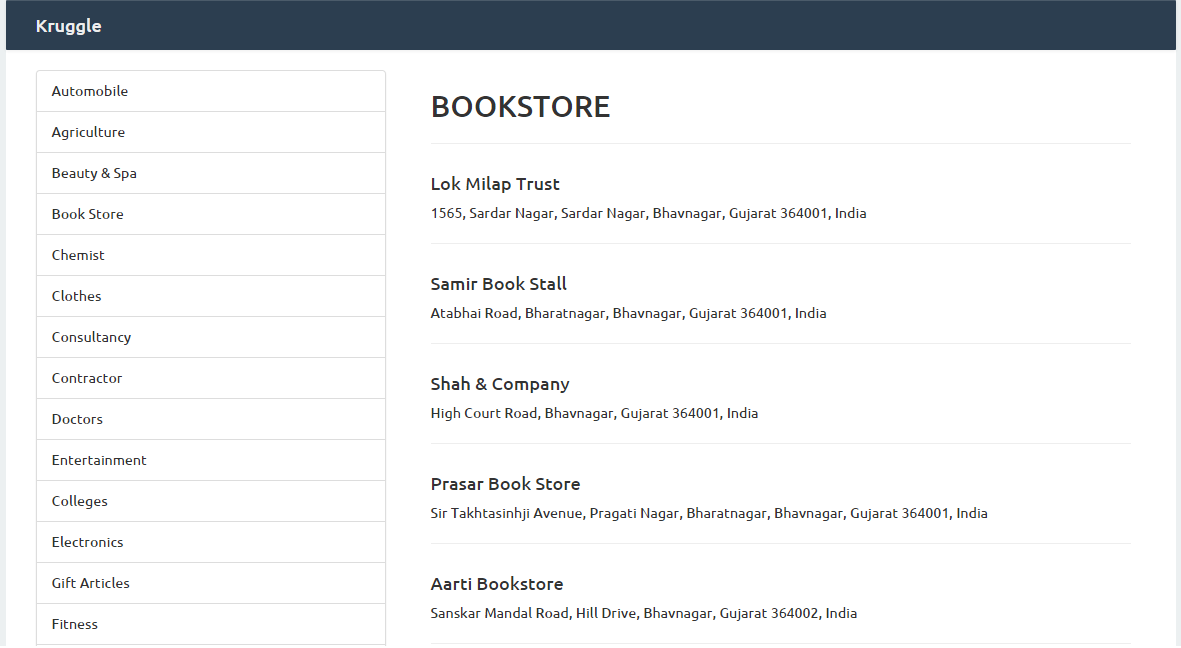 Kruggle
Automobile
Agriculture
Beauty & Spa
Book Store
Chemist
Clothes
Consultancy
Contractor
Doctors
Entertainment
Colleges
Electronics
Gift Articles
Fitness
BOOKSTORE
Lok Milap Trust
1565, Sardar Nagar, Sardar Nagar, Bhavnagar, Gujarat 364001, India
Samir Book Stall
Atabhai Road, Bharatnagar, Bhavnagar, Gujarat 364001, India
Shah & Company
High Court Road, Bhavnagar, Gujarat 364001, India
Prasar Book Store
Sir Takhtasinhji Avenue, Pragati Nagar, Bharatnagar, Bhavnagar, Gujarat 364001, India
Aarti Bookstore
Sanskar Mandal Road, Hill Drive, Bhavnagar, Gujarat 364002, India